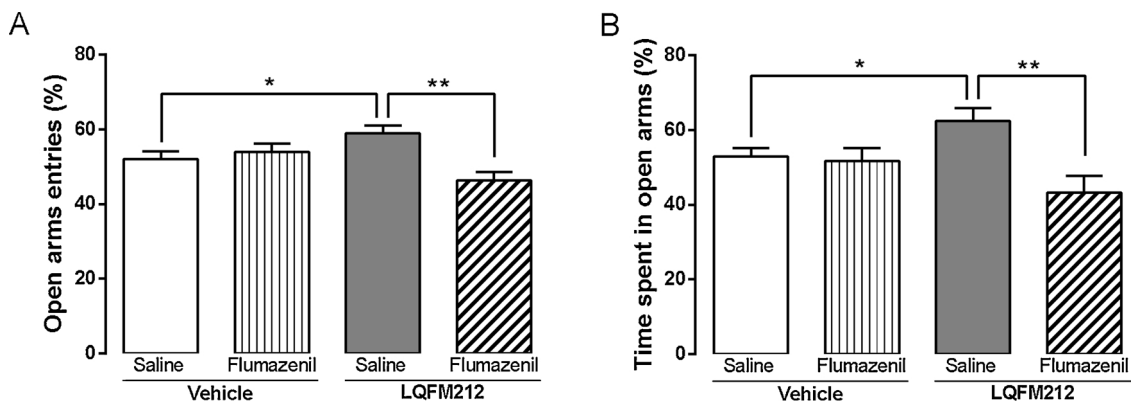 A
Open arms entries (%)
80
60
40
20
0
*
**
Saline
Flumazenil
Saline
Flumazenil
Vehicle
LQFM212
B
Time spent in open arms (%)
80
60
40
20
0
*
**
Saline
Flumazenil
Saline
Flumazenil
Vehicle
LQFM212